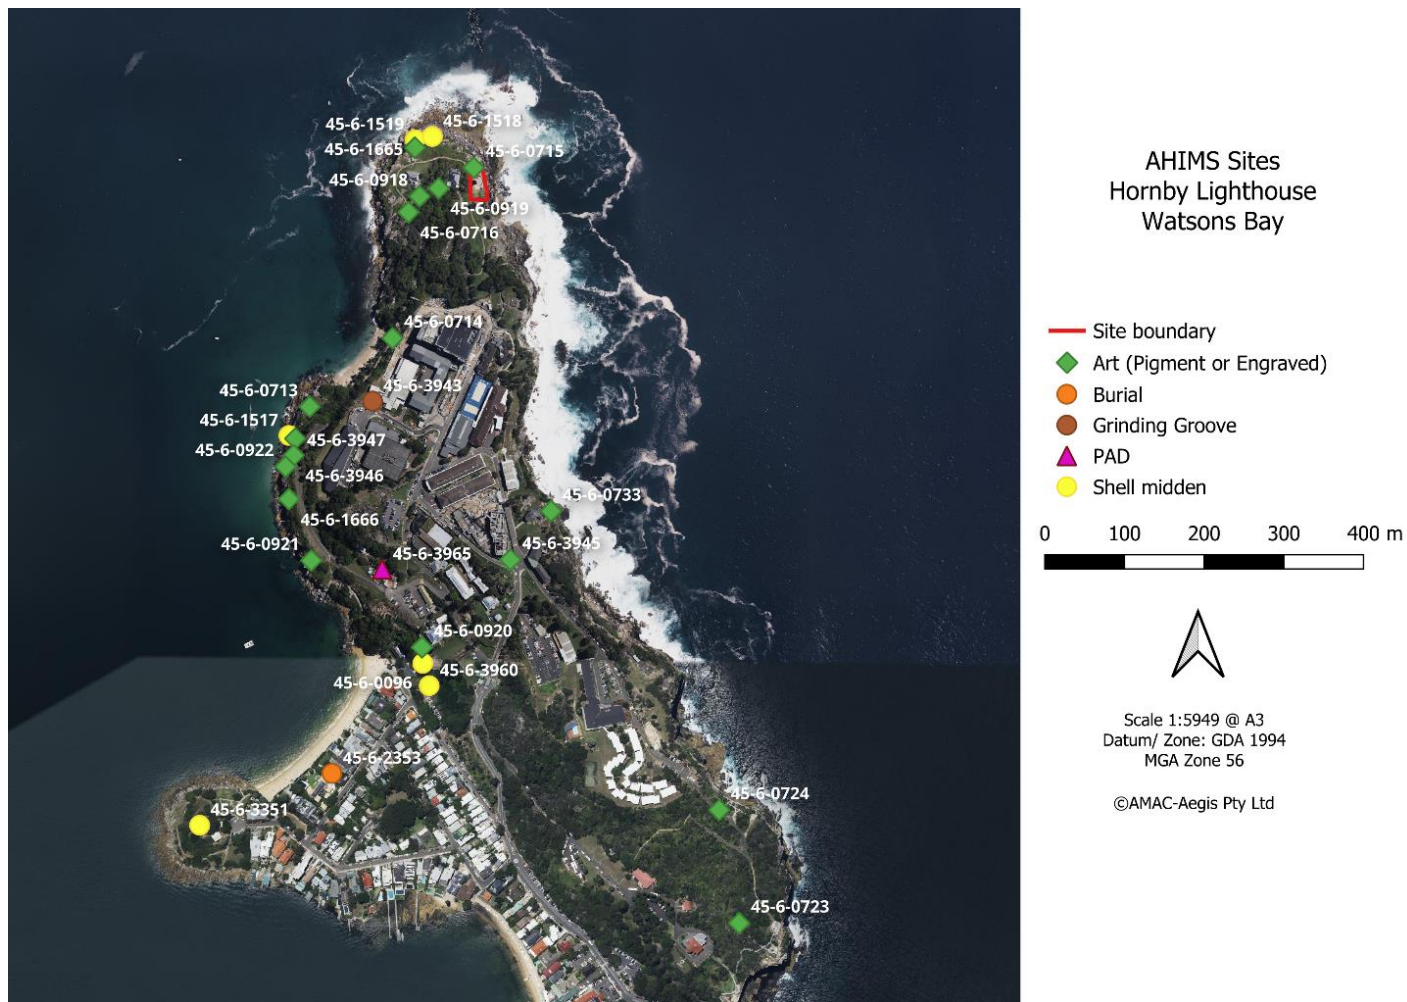 45-6-1519
45-6-1518
45-6-1665
45-6-0715
45-6-0918
45-6-0919
45-6-0716
45-6-0714
45-6-3943
45-6-0713
45-6-1517
45-6-3947
45-6-0922
45-6-3946
45-6-1666
45-6-0733
45-6-0921
45-6-3965
45-6-3945
45-6-0920
45-6-3960
45-6-0096
45-6-2353
45-6-3351
45-6-0724
45-6-0723
AHIMS Sites
Hornby Lighthouse
Watsons Bay
Site boundary
Art (Pigment or Engraved)
Burial
Grinding Groove
PAD
Shell midden
0 100 200 300 400 m
Scale 1:5949 @ A3
Datum/ Zone: GDA 1994
MGA Zone 56
©AMAC-Aegis Pty Ltd